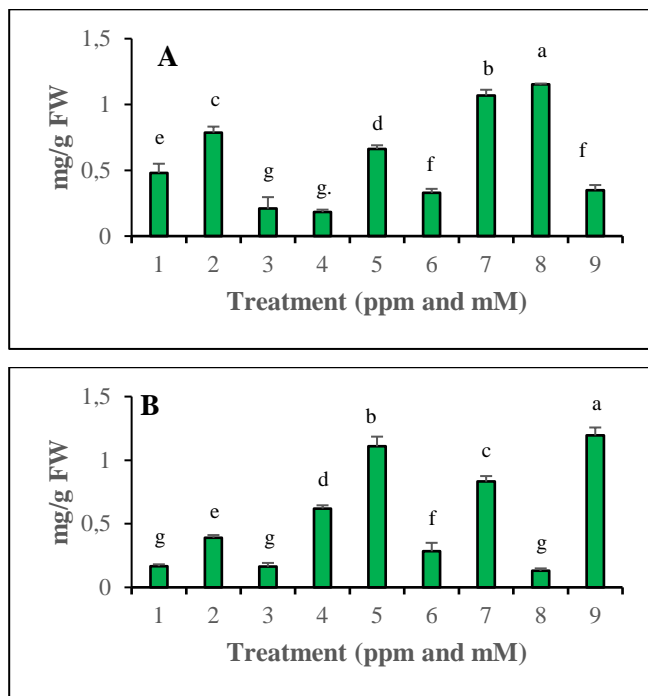 A
mg/g FW
1,5
1
0,5
0
e
c
g
g.
d
f
b
a
f
1 2 3 4 5 6 7 8 9
Treatment (ppm and mM)
B
mg/g FW
1,5
1
0,5
0
g
e
g
d
b
f
c
g
a
1 2 3 4 5 6 7 8 9
Treatment (ppm and mM)